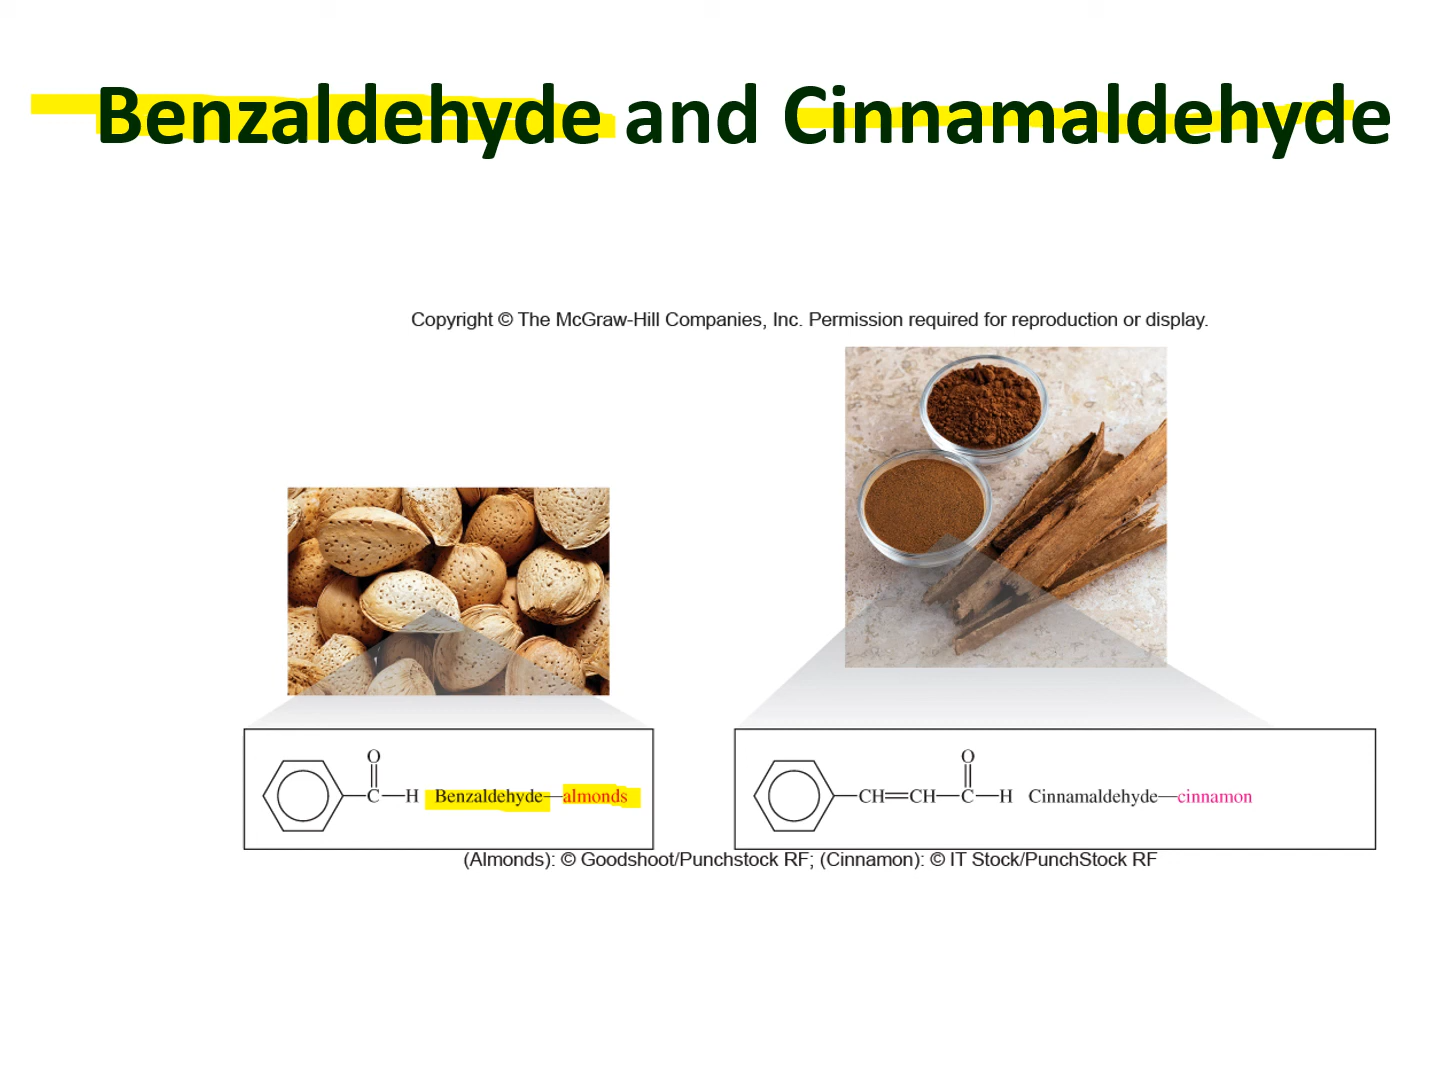 Benzaldehyde and Cinnamaldehyde
Copyright © The McGraw-Hill Companies, Inc. Permission required for reproduction or display.
O
C—H Benzaldehyde—almonds
O
CH=CH—C—H Cinnamaldehyde—cinnamon
(Almonds): © Goodshoot/Punchstock RF; (Cinnamon): © IT Stock/PunchStock RF